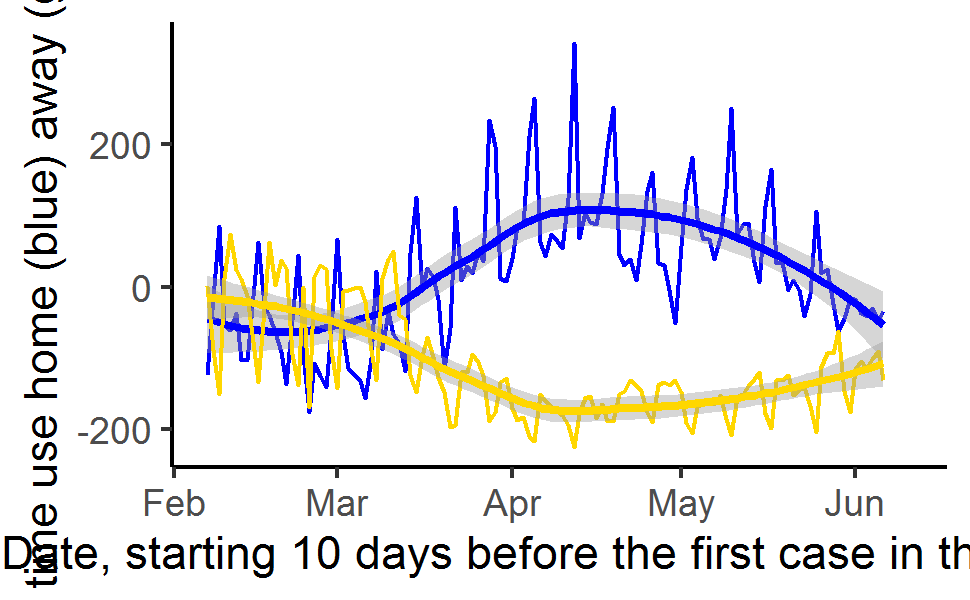 time use home (blue) away (
200
0
-200
Feb Mar Apr May Jun
Date, starting 10 days before the first case in th